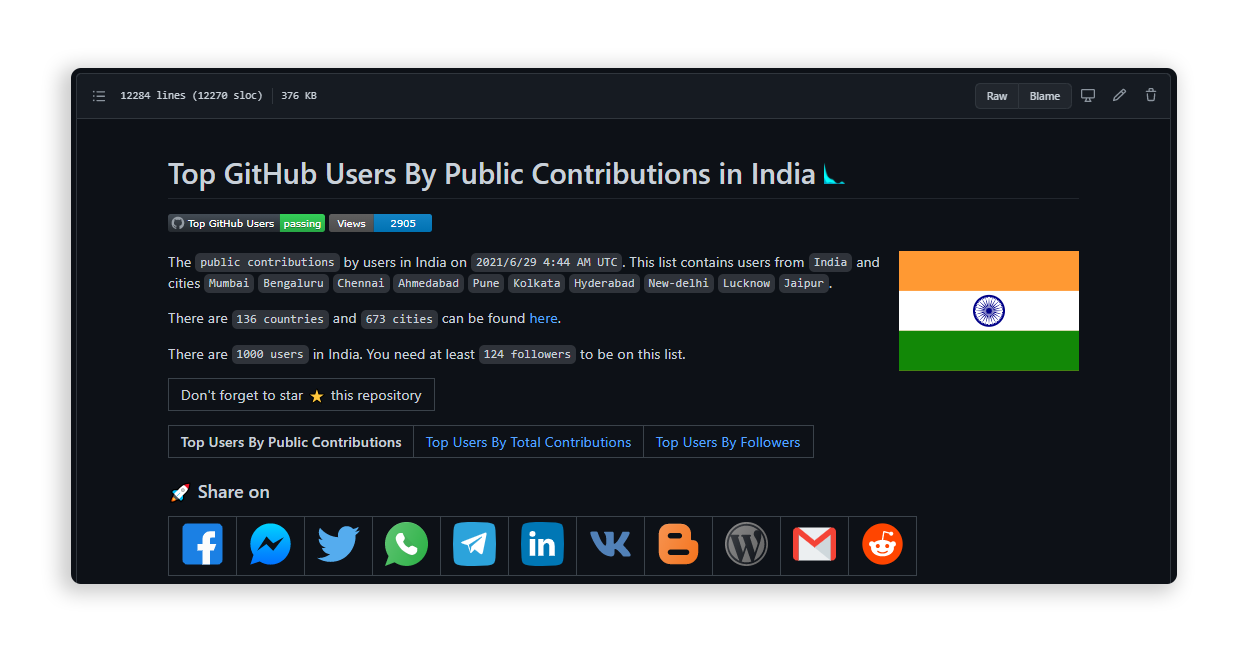 12284 lines (12270 sloc) 376 KB
Raw Blame
Top GitHub Users By Public Contributions in India
Top GitHub Users passing Views 2905
The public contributions by users in India on 2021/6/29 4:44 AM UTC. This list contains users from India and
cities Mumbai Bengaluru Chennai Ahmedabad Pune Kolkata Hyderabad New-delhi Lucknow Jaipur.
There are 136 countries and 673 cities can be found here.
There are 1000 users in India. You need at least 124 followers to be on this list.
Don't forget to star ⭐ this repository
Top Users By Public Contributions Top Users By Total Contributions Top Users By Followers
🚀 Share on